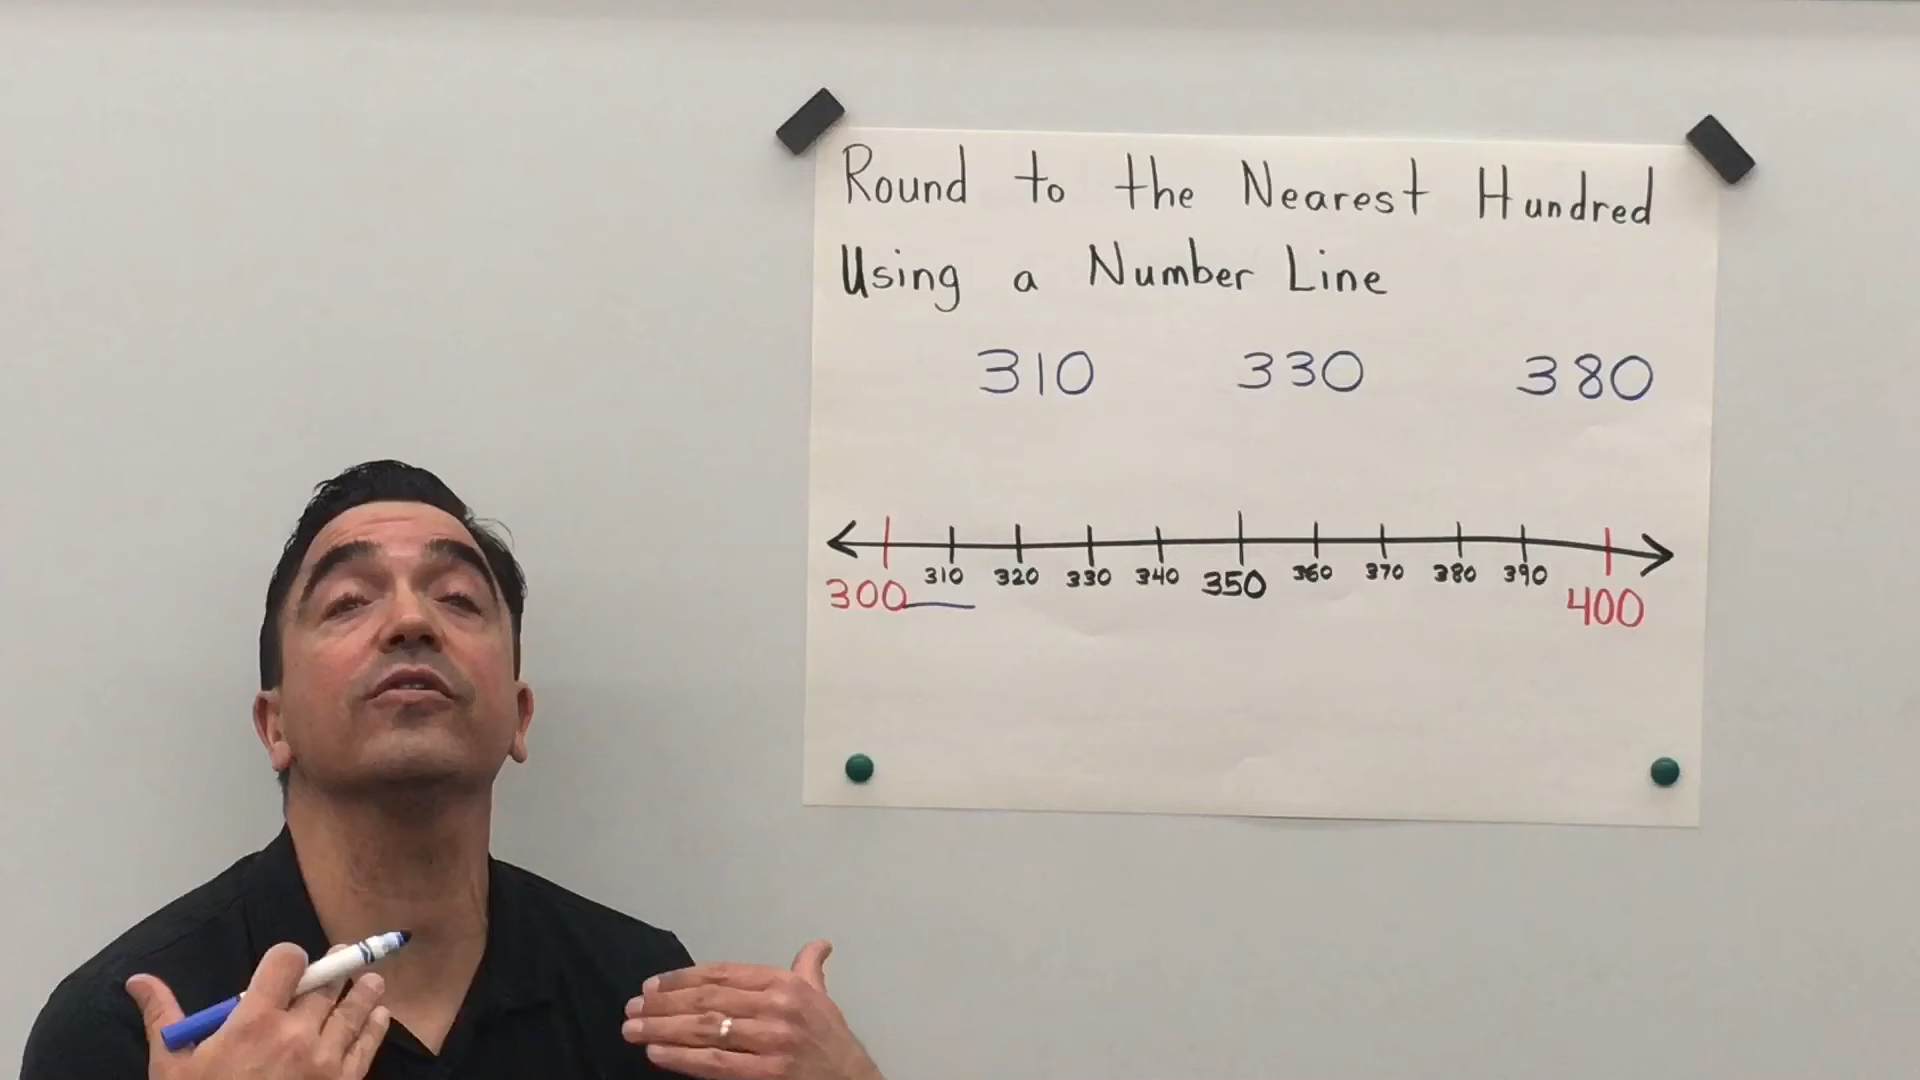 Round to the Nearest Hundred
Using a Number Line
310 330 380
300 310 320 330 340 350 360 370 380 390 400